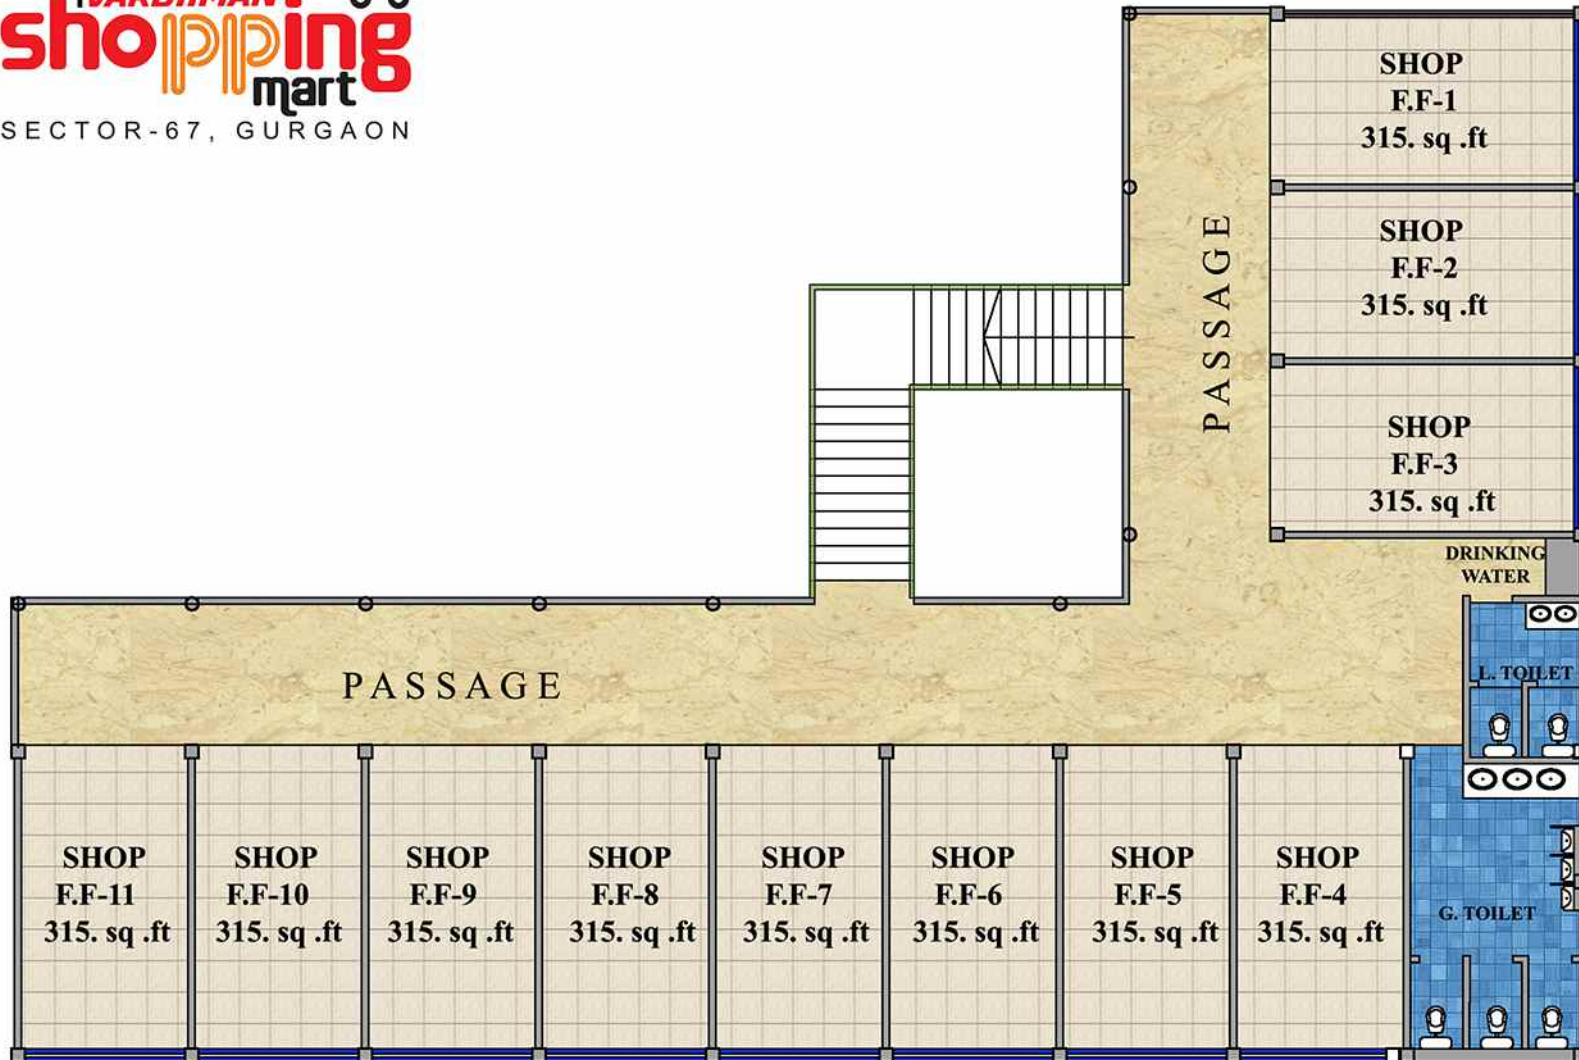 VARDHMAN
shopping
mart
SECTOR-67, GURGAON
SHOP
F.F-1
315. sq .ft
SHOP
F.F-2
315. sq .ft
PASSAGE
SHOP
F.F-3
315. sq .ft
DRINKING
WATER
L. TOILET
PASSAGE
SHOP
F.F-11
315. sq .ft
SHOP
F.F-10
315. sq .ft
SHOP
F.F-9
315. sq .ft
SHOP
F.F-8
315. sq .ft
SHOP
F.F-7
315. sq .ft
SHOP
F.F-6
315. sq .ft
SHOP
F.F-5
315. sq .ft
SHOP
F.F-4
315. sq .ft
G. TOILET